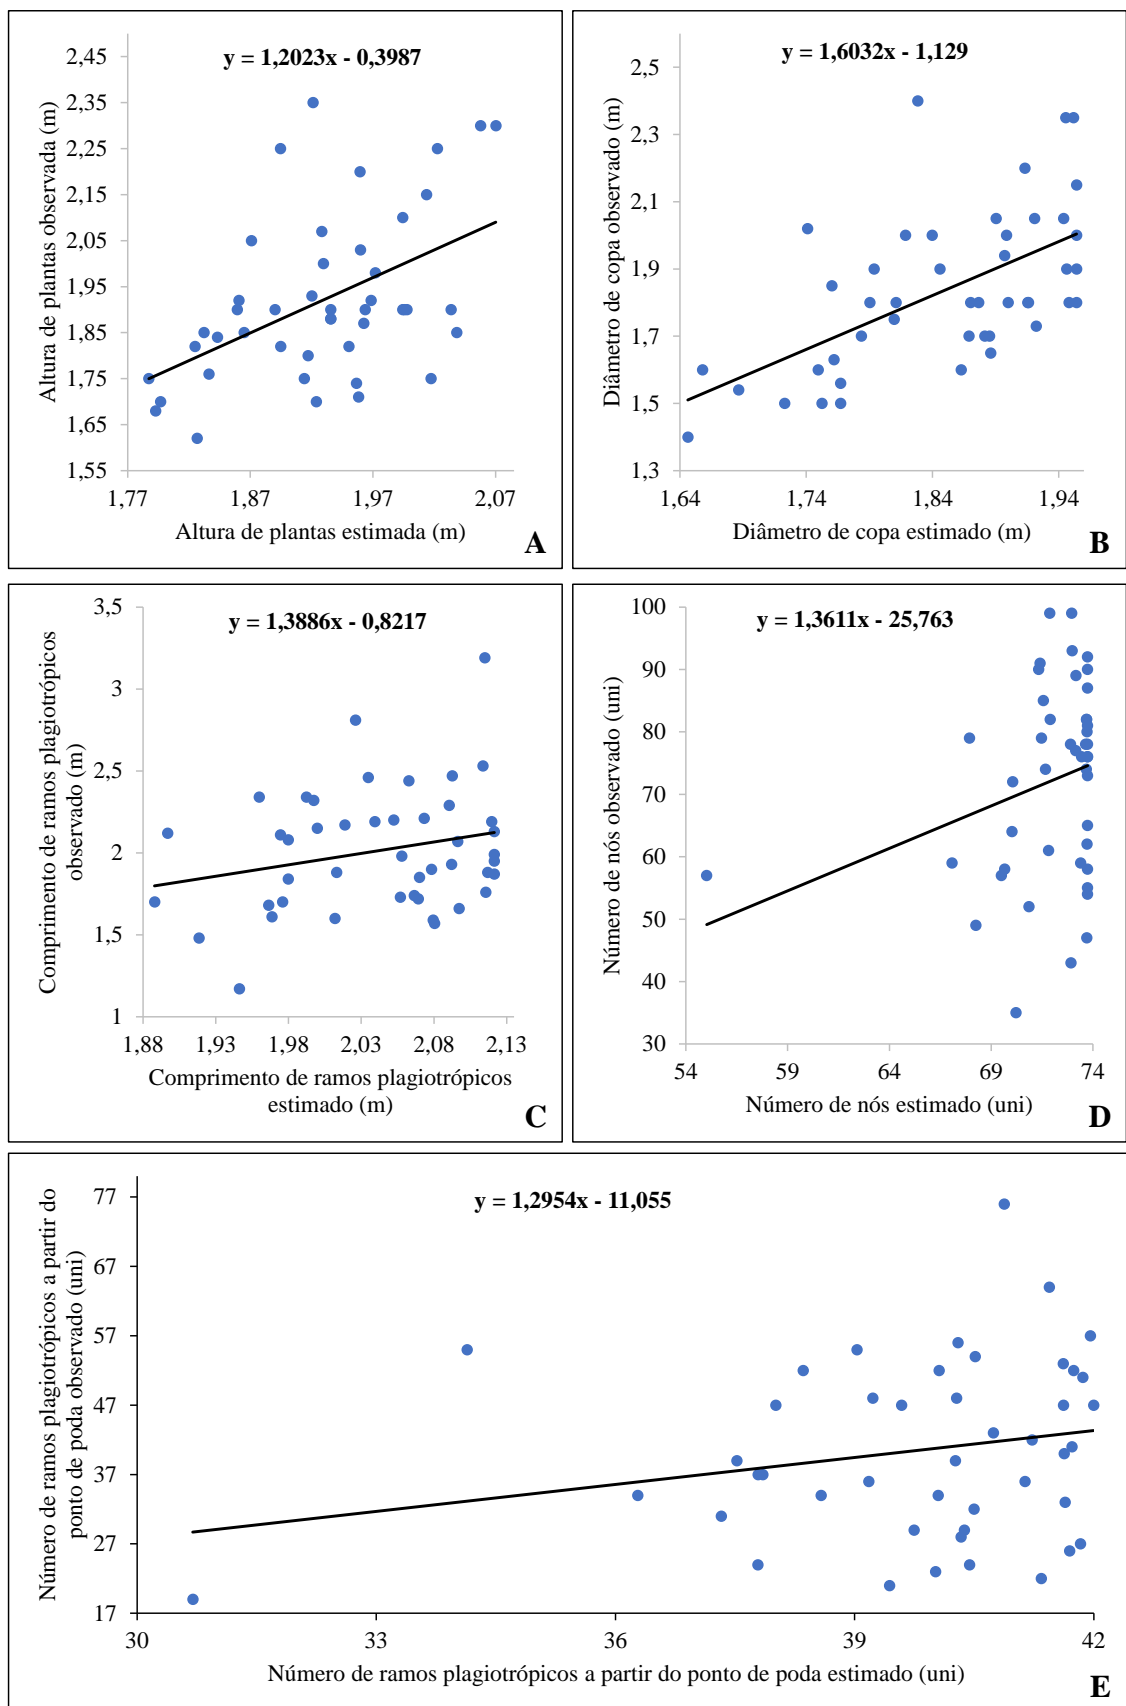 y = 1,2023x - 0,3987
Altura de plantas observada (m)
2,45
2,35
2,25
2,15
2,05
1,95
1,85
1,75
1,65
1,55
1,77 1,87 1,97 2,07
Altura de plantas estimada (m)
A
y = 1,6032x - 1,129
Diâmetro de copa observado (m)
2,5
2,3
2,1
1,9
1,7
1,5
1,3
1,64 1,74 1,84 1,94
Diâmetro de copa estimado (m)
B
y = 1,3886x - 0,8217
Comprimento de ramos plagiotrópicos
observado (m)
3,5
3
2,5
2
1,5
1
1,88 1,93 1,98 2,03 2,08 2,13
Comprimento de ramos plagiotrópicos
estimado (m)
C
y = 1,3611x - 25,763
Número de nós observado (uni)
100
90
80
70
60
50
40
30
54 59 64 69 74
Número de nós estimado (uni)
D
y = 1,2954x - 11,055
Número de ramos plagiotrópicos a partir do
ponto de poda observado (uni)
77
67
57
47
37
27
17
30 33 36 39 42
Número de ramos plagiotrópicos a partir do ponto de poda estimado (uni)
E